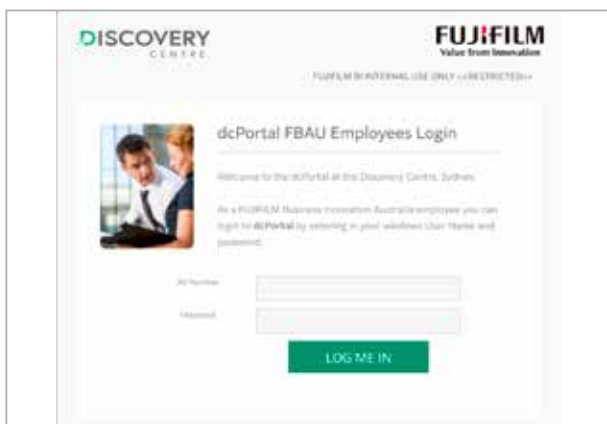 DISCOVERY
CENTRE
FUJIFILM
Value from Innovation
FUJIFILM BI INTERNAL USE ONLY <<RESTRICTED>>
dcPortal FBAU Employees Login
Welcome to the dcPortal at the Discovery Centre, Sydney.
As a FUJIFILM Business Innovation Australia employee you can
login to dcPortal by entering in your windows User Name and
password:
Password:
LOG ME IN